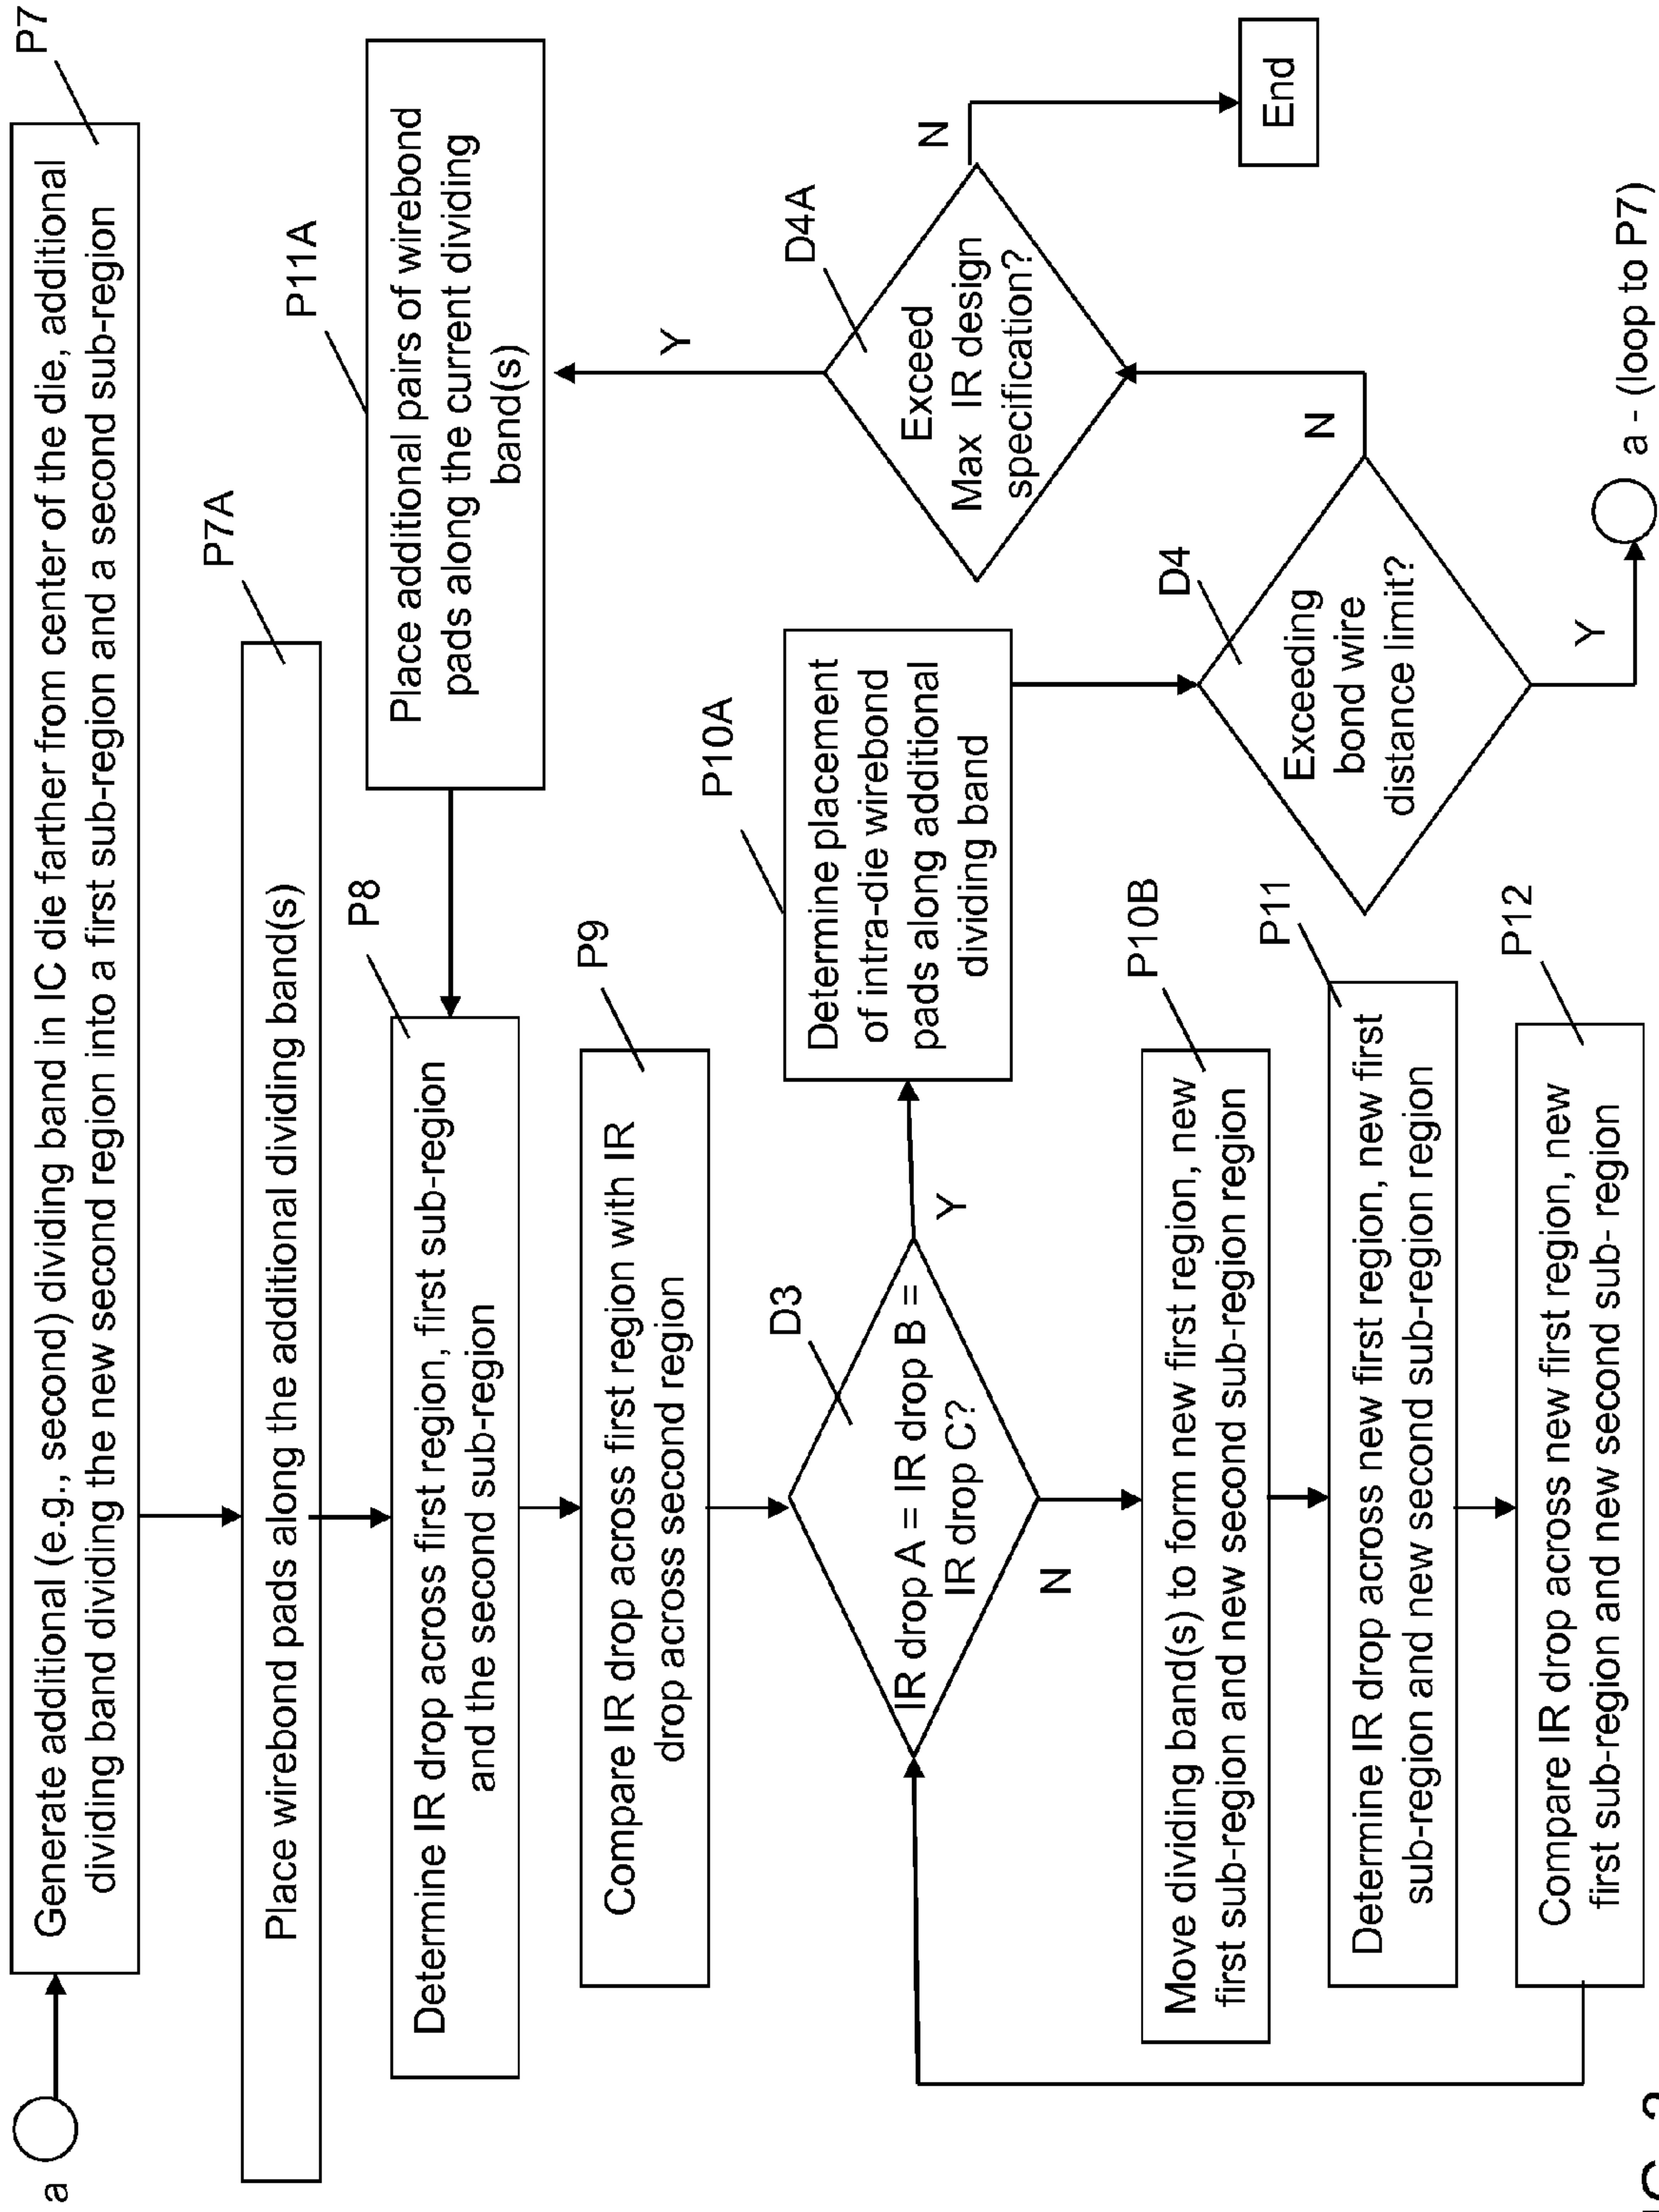 a
P7
Generate additional (e.g., second) dividing band in IC die farther from center of the die, additional
dividing band dividing the new second region into a first sub-region and a second sub-region
P7A
Place wirebond pads along the additional dividing band(s)
P11A
Place additional pairs of wirebond
pads along the current dividing
band(s)
P8
Determine IR drop across first region, first sub-region
and the second sub-region
P9
Compare IR drop across first region with IR
drop across second region
D3
IR drop A = IR drop B =
IR drop C?
Y
N
P10A
Determine placement
of intra-die wirebond
pads along additional
dividing band
D4A
Exceed
Max IR design
specification?
Y
N
End
D4
Exceeding
bond wire
distance limit?
N
Y
a - (loop to P7)
P10B
Move dividing band(s) to form new first region, new
first sub-region and new second sub-region region
P11
Determine IR drop across new first region, new first
sub-region and new second sub-region region
P12
Compare IR drop across new first region, new
first sub-region and new second sub- region